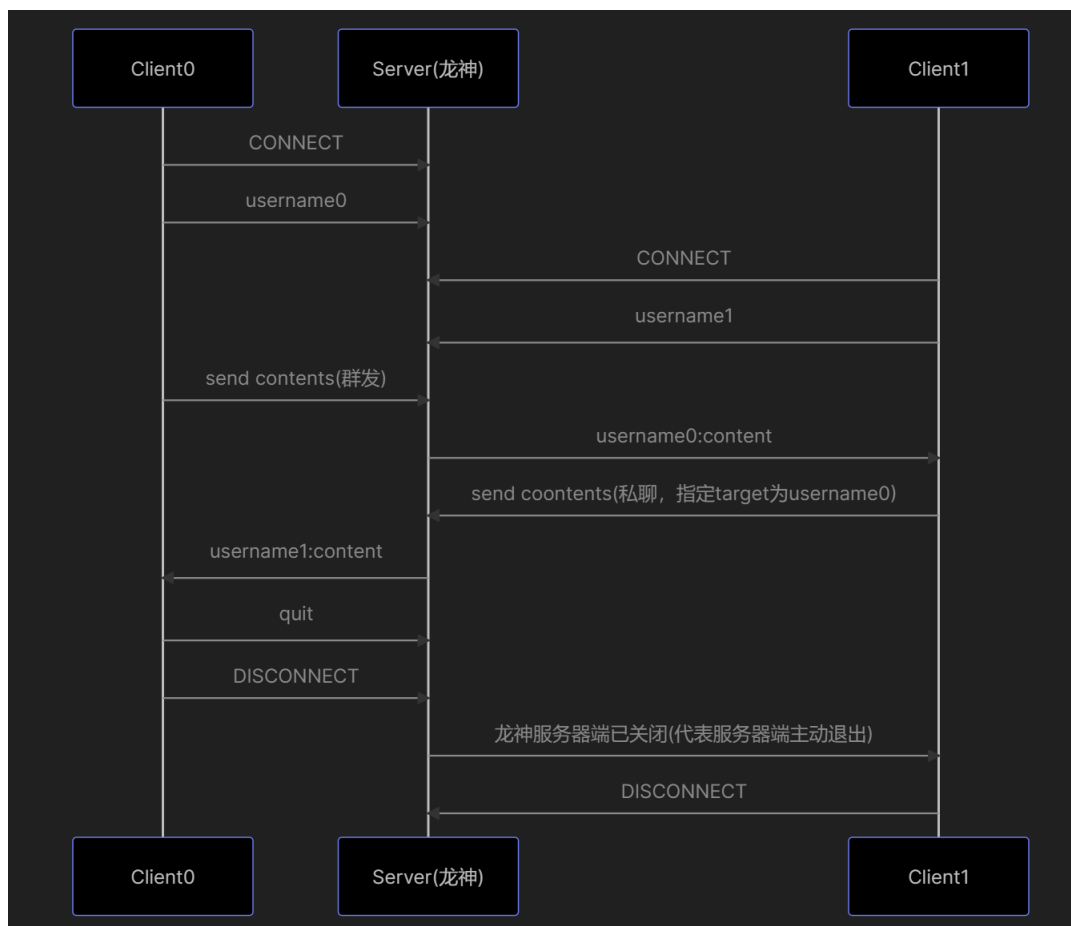 Client0
Server(龙神)
Client1
CONNECT
username0
CONNECT
username1
send contents(群发)
username0:content
send coontents(私聊，指定target为username0)
username1:content
quit
DISCONNECT
龙神服务器端已关闭(代表服务器端主动退出)
DISCONNECT
Client0
Server(龙神)
Client1